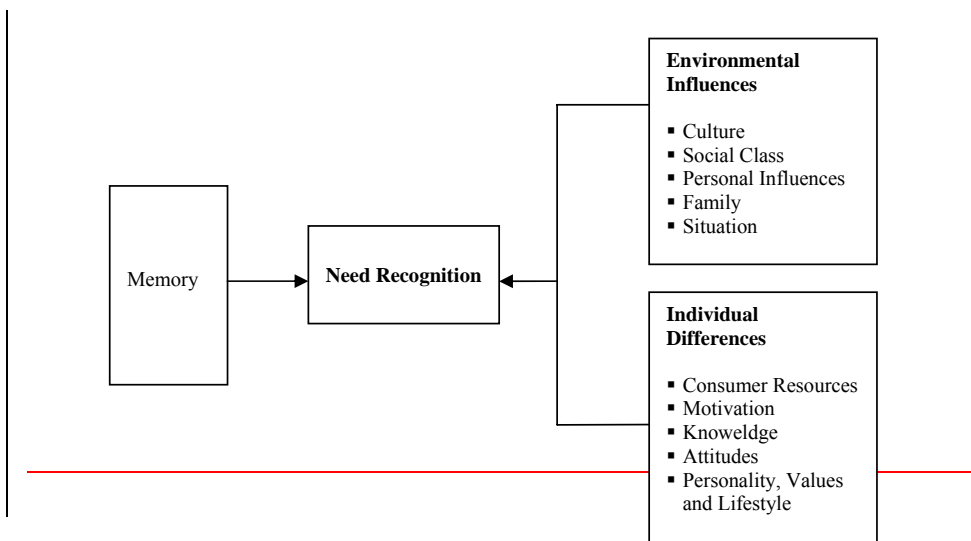 Memory
Need Recognition
Environmental
Influences
▪ Culture
▪ Social Class
▪ Personal Influences
▪ Family
▪ Situation
Individual
Differences
▪ Consumer Resources
▪ Motivation
▪Knoweldge
▪ Attitudes
▪ Personality, Values
and Lifestyle